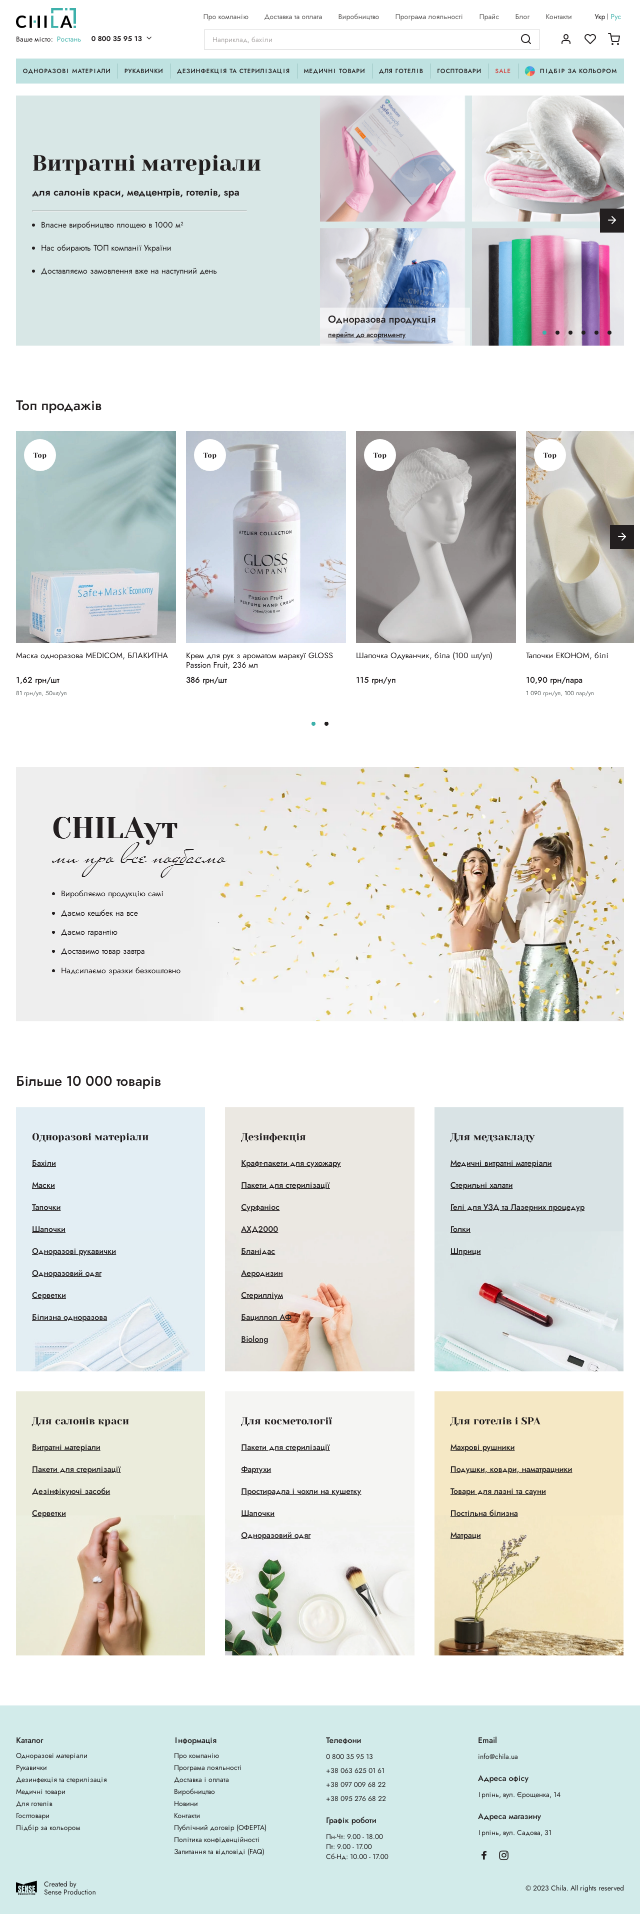 CHILA!
Про компанію Доставка та оплата Виробництво Програма лояльності Прайс Блог Контакти Укр | Рус
Ваше місто: Ростань 0 800 35 95 13
Наприклад, Бахіли
ОДНОРАЗОВІ МАТЕРІАЛИ РУКАВИЧКИ ДЕЗИНФЕКЦІЯ ТА СТЕРИЛІЗАЦІЯ МЕДИЧНІ ТОВАРИ ДЛЯ ГОТЕЛІВ ГОСПТОВАРИ SALE ПІДБІР ЗА КОЛЬОРОМ
Витратні матеріали
для салонів краси, медцентрів, готелів, spa
Власне виробництво площею в 1000 м²
Нас обирають ТОП компанії України
Доставляємо замовлення вже на наступний день
Одноразова продукція
перейти до асортименту
Топ продажів
Top
Top
Top
Top
Safe+Mask Economy
ATELIER COLLECTION
GLOSS
COMPANY
Passion Fruit
PERFUME HAND CREAM
Маска одноразова MEDICOM, БЛАКИТНА
1,62 грн/шт
81 грн/уп, 50шт/уп
Крем для рук з ароматом маракуї GLOSS
Passion Fruit, 236 мл
386 грн/шт
Шапочка Одуванчик, біла (100 шт/уп)
115 грн/уп
Тапочки ЕКОНОМ, білі
10,90 грн/пара
1 090 грн/уп, 100 пар/уп
CHILAут
ми про все подбаємо
Виробляємо продукцію самі
Даємо кешбек на все
Даємо гарантію
Доставимо товар завтра
Надсилаємо зразки безкоштовно
Більше 10 000 товарів
Одноразові матеріали
Бахіли
Маски
Тапочки
Шапочки
Одноразові рукавички
Одноразовий одяг
Серветки
Білизна одноразова
Дезінфекція
Крафт-пакети для сухожару
Пакети для стерилізації
Сурфаніос
АХД2000
Бланідас
Аеродизин
Стерилліум
Бациллол АФ
Biolong
Для медзакладу
Медичні витратні матеріали
Стерильні халати
Гелі для УЗД та Лазерних процедур
Голки
Шприци
Для салонів краси
Витратні матеріали
Пакети для стерилізації
Дезінфікуючі засоби
Серветки
Для косметології
Пакети для стерилізації
Фартухи
Простирадла і чохли на кушетку
Шапочки
Одноразовий одяг
Для готелів і SPA
Махрові рушники
Подушки, ковдри, наматрацники
Товари для лазні та сауни
Постільна білизна
Матраци
Каталог
Одноразові матеріали
Рукавички
Дезинфекція та стерилізація
Медичні товари
Для готелів
Госптовари
Підбір за кольором
Інформація
Про компанію
Програма лояльності
Доставка і оплата
Виробництво
Новини
Контакти
Публічний договір (ОФЕРТА)
Політика конфіденційності
Запитання та відповіді (FAQ)
Телефони
0 800 35 95 13
+38 063 625 01 61
+38 097 009 68 22
+38 095 276 68 22
Графік роботи
Пн-Чт: 9.00 - 18.00
Пт: 9.00 - 17.00
Сб-Нд: 10.00 - 17.00
Email
info@chila.ua
Адреса офісу
Ірпінь, вул. Єрощенка, 14
Адреса магазину
Ірпінь, вул. Садова, 31
SENSE
PRODUCTION
Created by
Sense Production
© 2023 Chila. All rights reserved